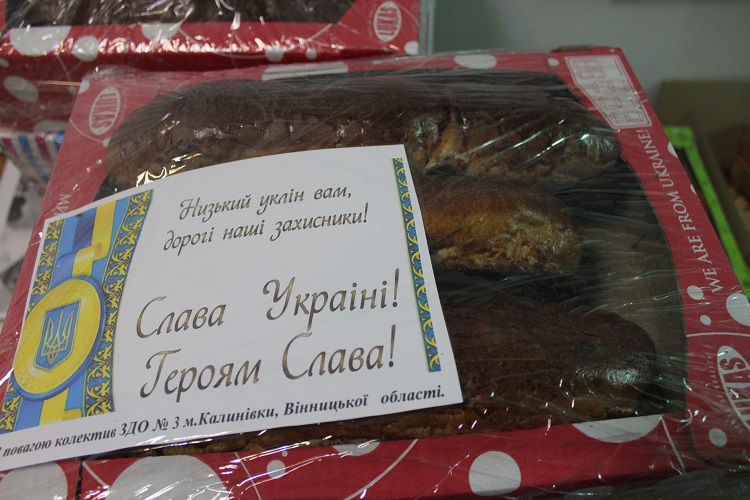 Низький уклін вам,
дорогі наші захисники!
Слава Україні!
Героям Слава!
повагою колектив ЗДО № 3 м.Калинівки, Вінницької області.
WE ARE FROM UKRAINE!